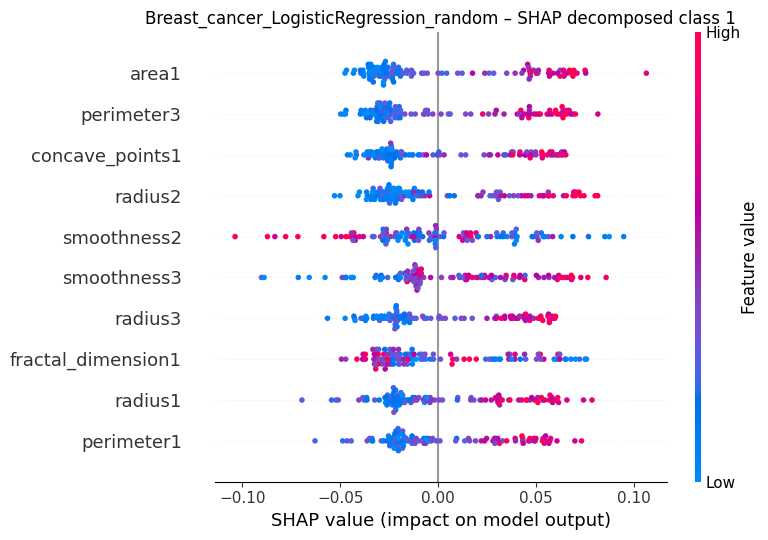 Breast_cancer_LogisticRegression_random – SHAP decomposed class 1
High
area1
perimeter3
concave_points1
radius2
smoothness2
smoothness3
radius3
fractal_dimension1
radius1
perimeter1
Feature value
Low
−0.10 −0.05 0.00 0.05 0.10
SHAP value (impact on model output)